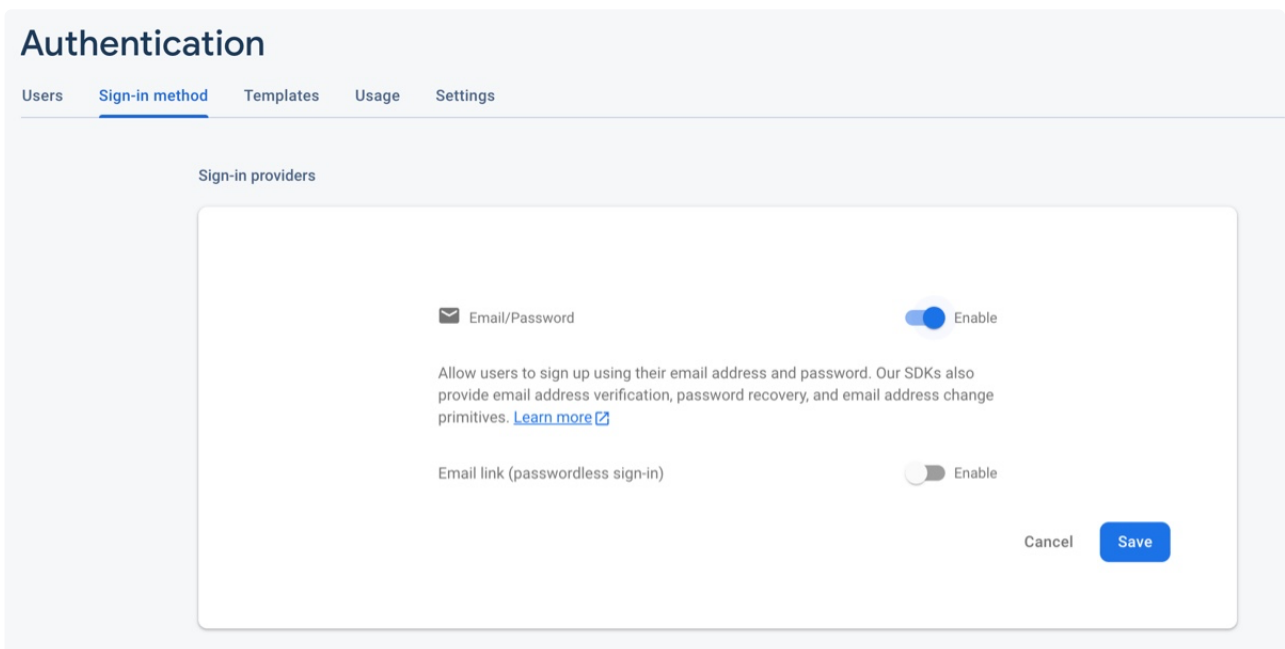 Authentication
Users Sign-in method Templates Usage Settings
Sign-in providers
Email/Password Enable
Allow users to sign up using their email address and password. Our SDKs also
provide email address verification, password recovery, and email address change
primitives. Learn more
Email link (passwordless sign-in) Enable
Cancel Save